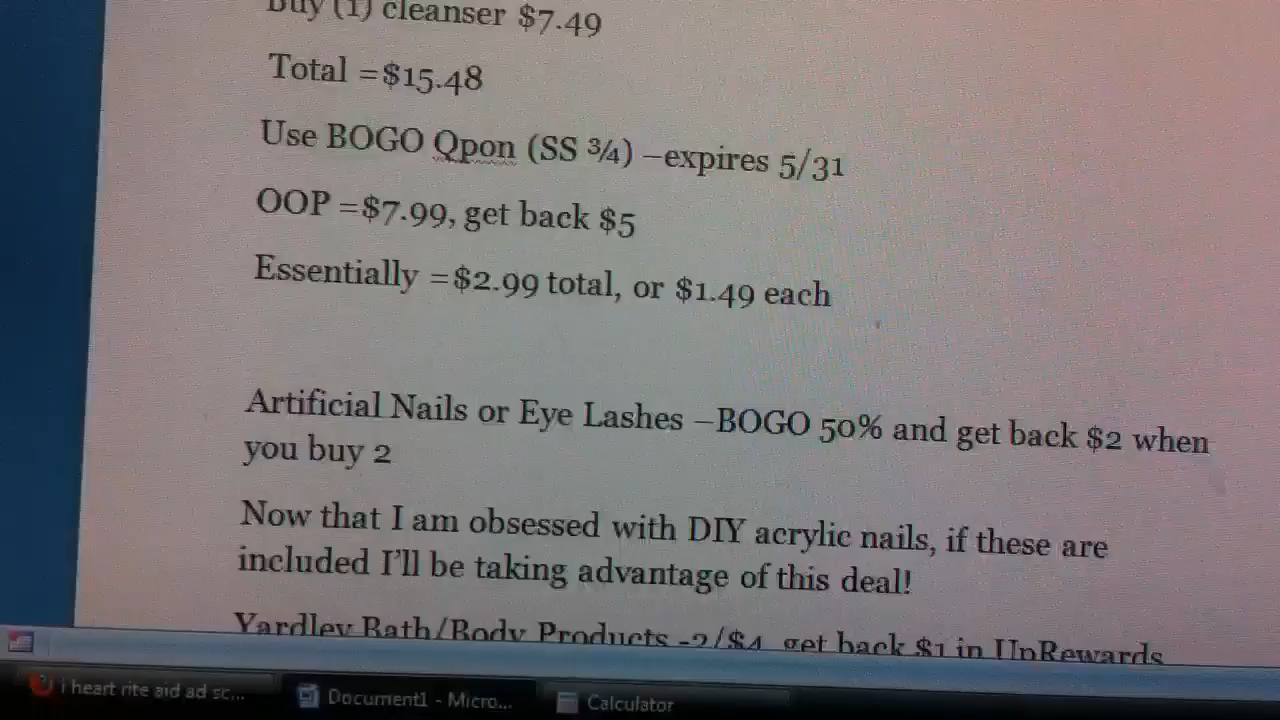 Buy (1) cleanser $7.49
Total =$15.48
Use BOGO Qpon (SS ¾) –expires 5/31
OOP =$7.99, get back $5
Essentially =$2.99 total, or $1.49 each
Artificial Nails or Eye Lashes –BOGO 50% and get back $2 when
you buy 2
Now that I am obsessed with DIY acrylic nails, if these are
included I'll be taking advantage of this deal!
Yardley Bath/Body Products -2/$4 get back $1 in UpRewards
i heart rite aid ad sc...
Document1 - Micro...
Calculator